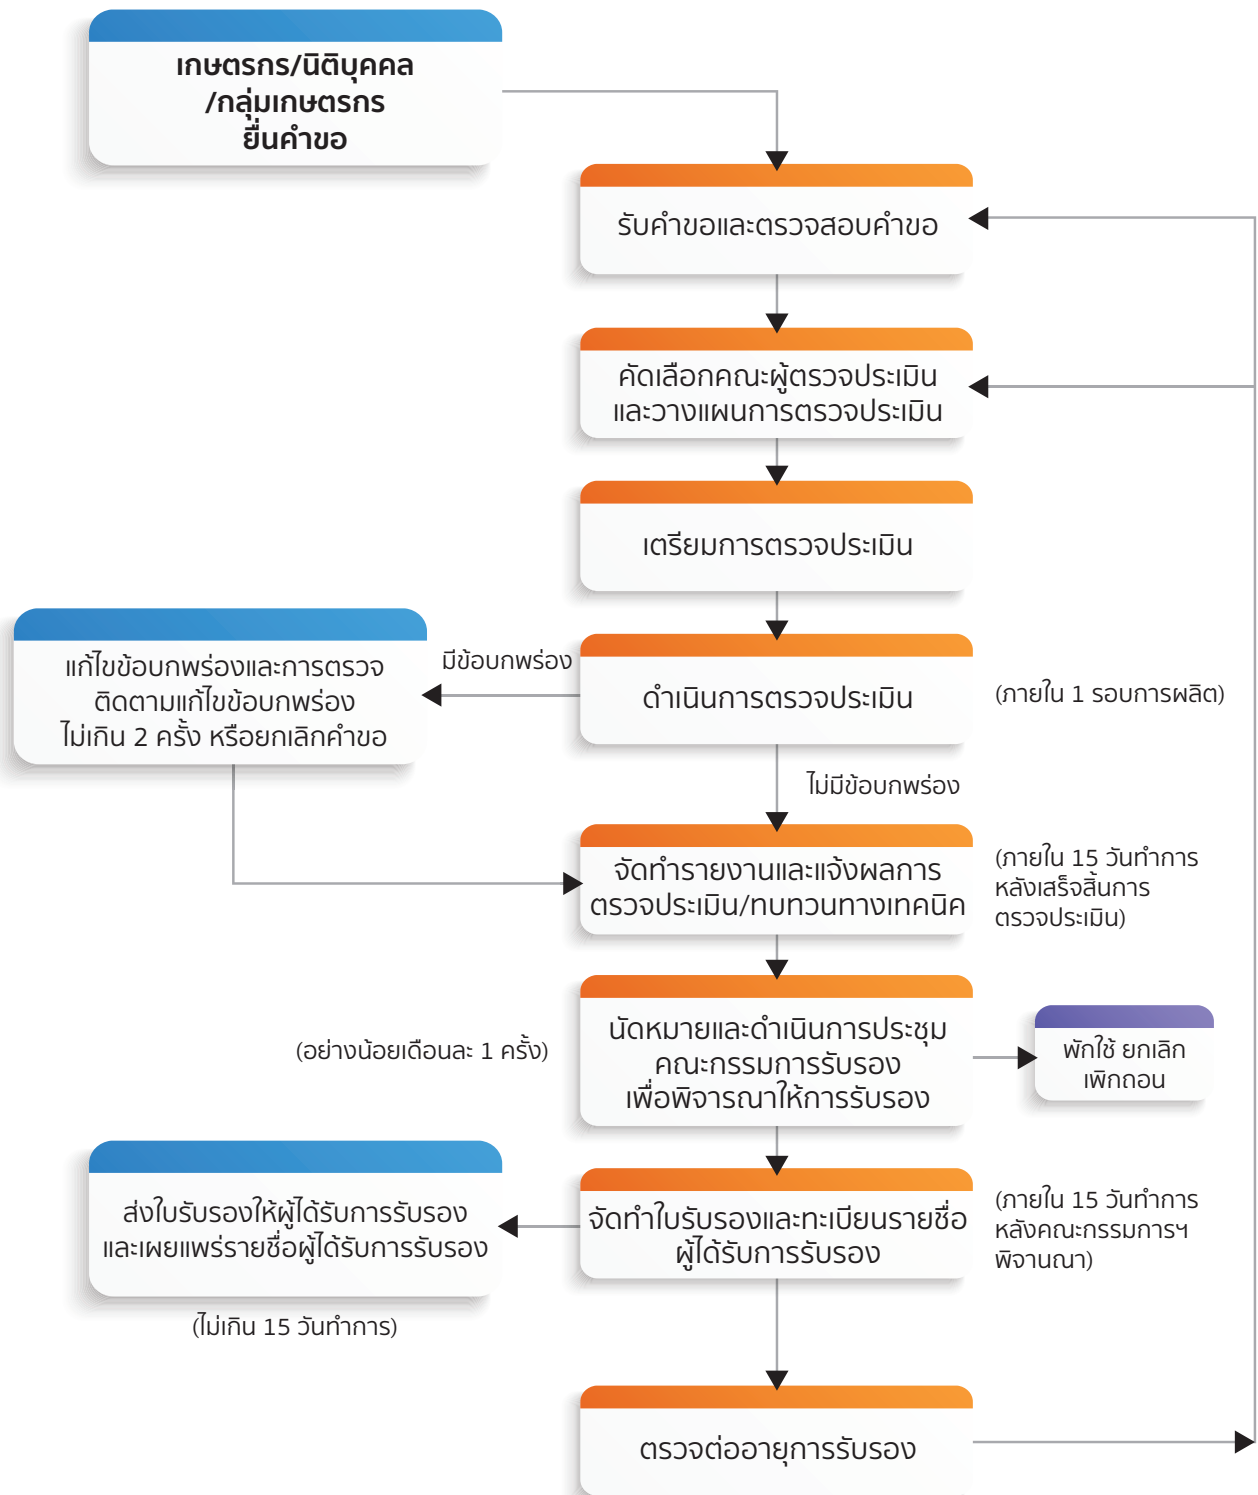 เกษตรกร/นิติบุคคล
/กลุ่มเกษตรกร
ยื่นคำขอ
รับคำขอและตรวจสอบคำขอ
คัดเลือกคณะผู้ตรวจประเมิน
และวางแผนการตรวจประเมิน
เตรียมการตรวจประเมิน
แก้ไขข้อบกพร่องและการตรวจ
ติดตามแก้ไขข้อบกพร่อง
ไม่เกิน 2 ครั้ง หรือยกเลิกคำขอ
มีข้อบกพร่อง
ดำเนินการตรวจประเมิน
(ภายใน 1 รอบการผลิต)
ไม่มีข้อบกพร่อง
จัดทำรายงานและแจ้งผลการ
ตรวจประเมิน/ทบทวนทางเทคนิค
(ภายใน 15 วันทำการ
หลังเสร็จสิ้นการ
ตรวจประเมิน)
(อย่างน้อยเดือนละ 1 ครั้ง)
นัดหมายและดำเนินการประชุม
คณะกรรมการรับรอง
เพื่อพิจารณาให้การรับรอง
พักใช้ ยกเลิก
เพิกถอน
ส่งใบรับรองให้ผู้ได้รับการรับรอง
และเผยแพร่รายชื่อผู้ได้รับการรับรอง
(ไม่เกิน 15 วันทำการ)
จัดทำใบรับรองและทะเบียนรายชื่อ
ผู้ได้รับการรับรอง
(ภายใน 15 วันทำการ
หลังคณะกรรมการฯ
พิจานณา)
ตรวจต่ออายุการรับรอง